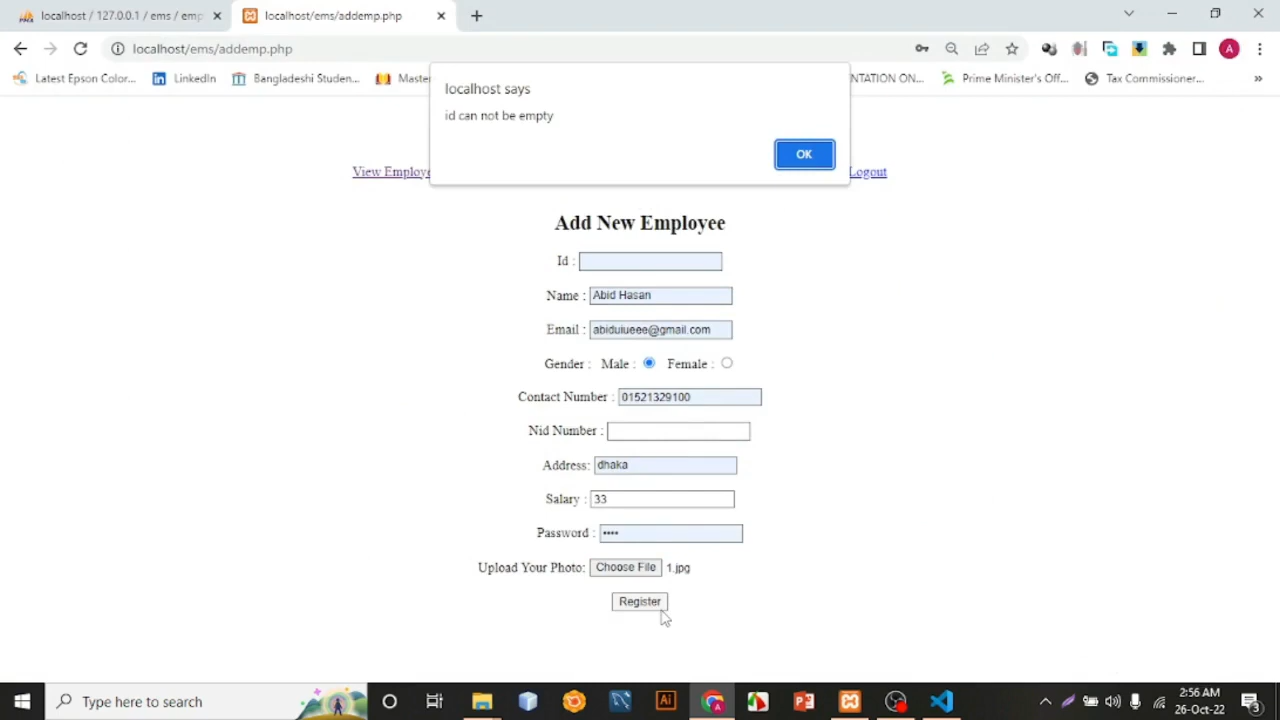 localhost / 127.0.0.1 / ems / emp
localhost/ems/addemp.php
localhost/ems/addemp.php
A
Latest Epson Color...
LinkedIn
Bangladeshi Studen...
Master
NTATION ON...
Prime Minister's Off...
Tax Commissioner...
»
localhost says
id can not be empty
OK
View Employe
Logout
Add New Employee
Id :
Name : Abid Hasan
Email : abiduiueee@gmail.com
Gender : Male : Female :
Contact Number : 01521329100
Nid Number :
Address: dhaka
Salary : 33
Password : ••••
Upload Your Photo: Choose File 1.jpg
Register
Type here to search
Ai
2:56 AM
26-Oct-22
3